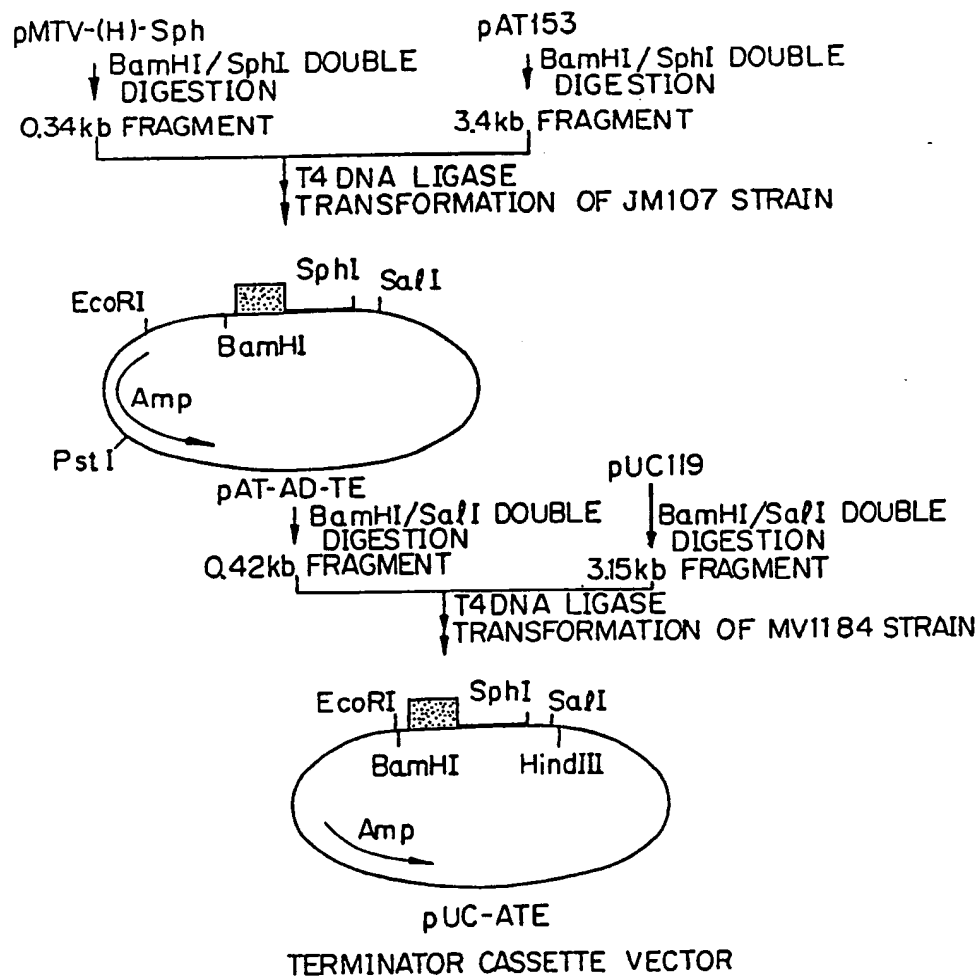 pMTV-(H)-Sph
BamHI/SphI DOUBLE
DIGESTION
0.34kb FRAGMENT
pAT153
BamHI/SphI DOUBLE
DIGESTION
3.4kb FRAGMENT
T4 DNA LIGASE
TRANSFORMATION OF JM107 STRAIN
EcoRI
SphI
SalI
BamHI
Amp
PstI
pAT-AD-TE
BamHI/SalI DOUBLE
DIGESTION
0.42kb FRAGMENT
pUC119
BamHI/SalI DOUBLE
DIGESTION
3.15kb FRAGMENT
T4 DNA LIGASE
TRANSFORMATION OF MV1184 STRAIN
EcoRI
SphI
SalI
BamHI
HindIII
Amp
pUC-ATE
TERMINATOR CASSETTE VECTOR